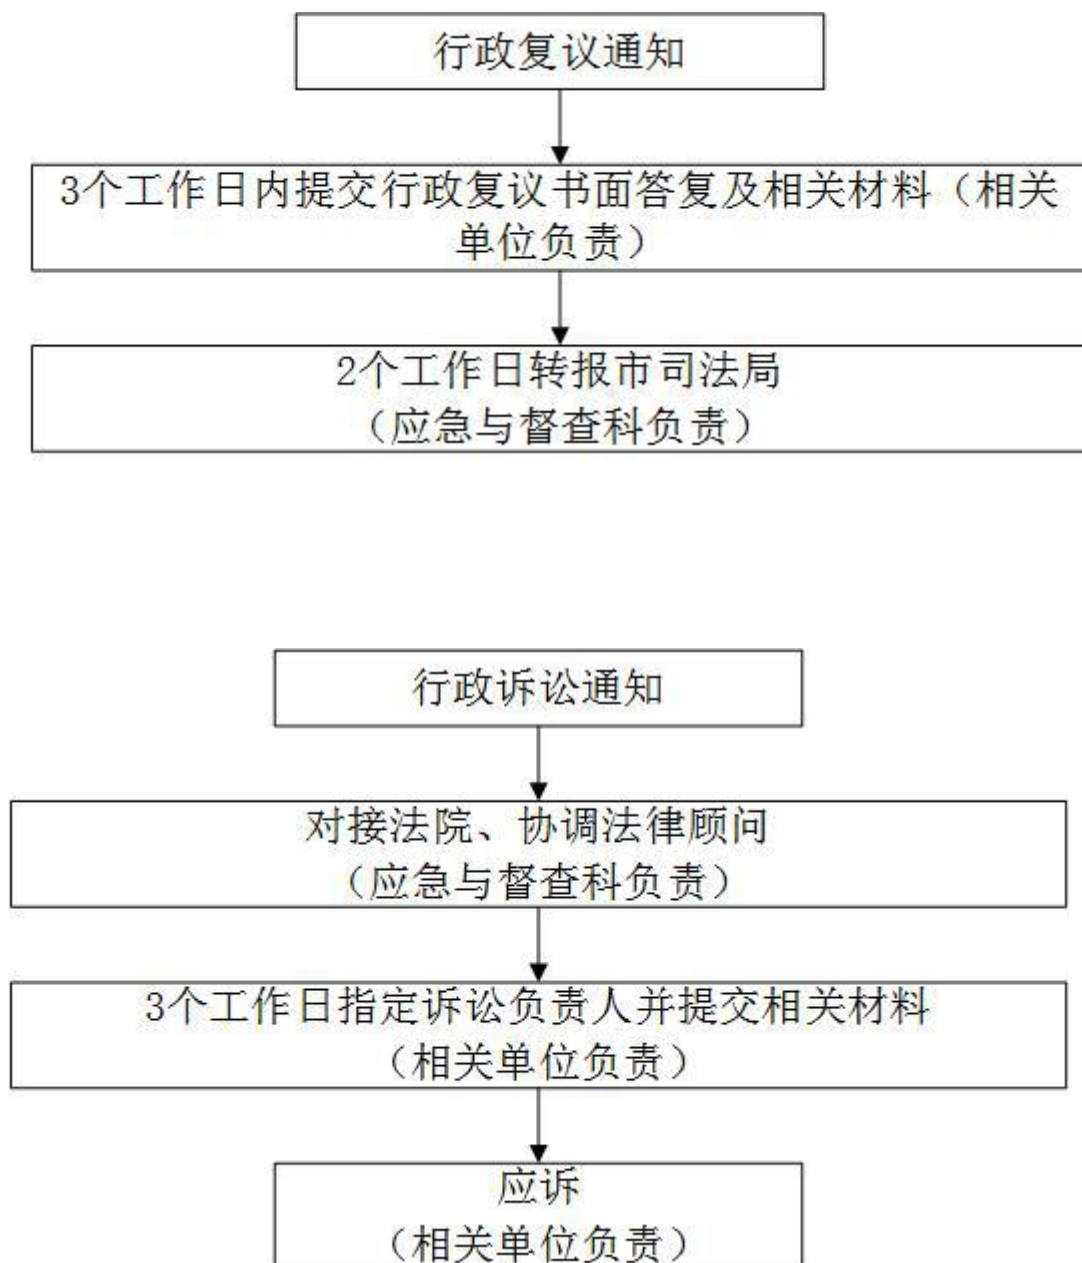 行政复议通知
3个工作日内提交行政复议书面答复及相关材料（相关
单位负责）
2个工作日转报市司法局
（应急与督查科负责）
行政诉讼通知
对接法院、协调法律顾问
（应急与督查科负责）
3个工作日指定诉讼负责人并提交相关材料
（相关单位负责）
应诉
（相关单位负责）